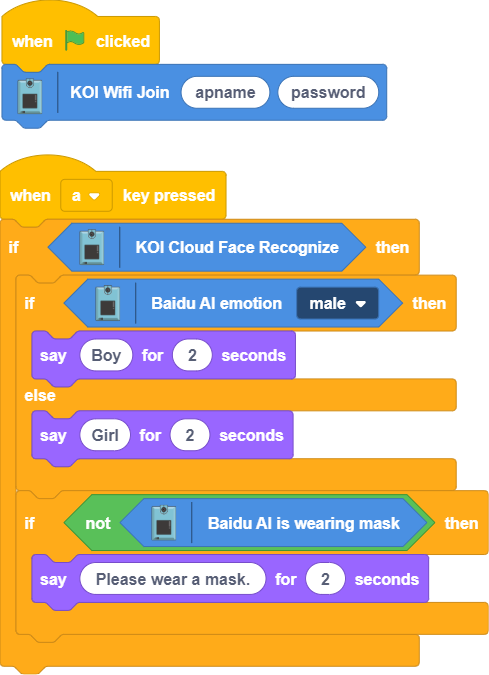 when clicked
KOI Wifi Join apname password
when a key pressed
if KOI Cloud Face Recognize then
if Baidu AI emotion male then
say Boy for 2 seconds
else
say Girl for 2 seconds
if not Baidu AI is wearing mask then
say Please wear a mask. for 2 seconds